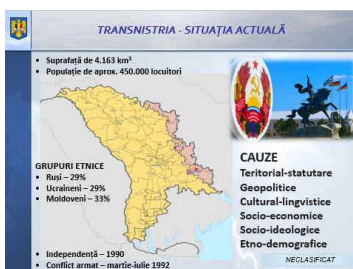 TRANSNISTRIA - SITUAŢIA ACTUALĂ
• Suprafață de 4.163 km²
• Populație de aprox. 450.000 locuitori
GRUPURI ETNICE
• Ruși – 29%
• Ucraineni – 29%
• Moldoveni – 33%
• Independență – 1990
• Conflict armat – martie-iulie 1992
CAUZE
Teritorial-statutare
Geopolitice
Cultural-lingvistice
Socio-economice
Socio-ideologice
Etno-demografice
NECLASIFICAT